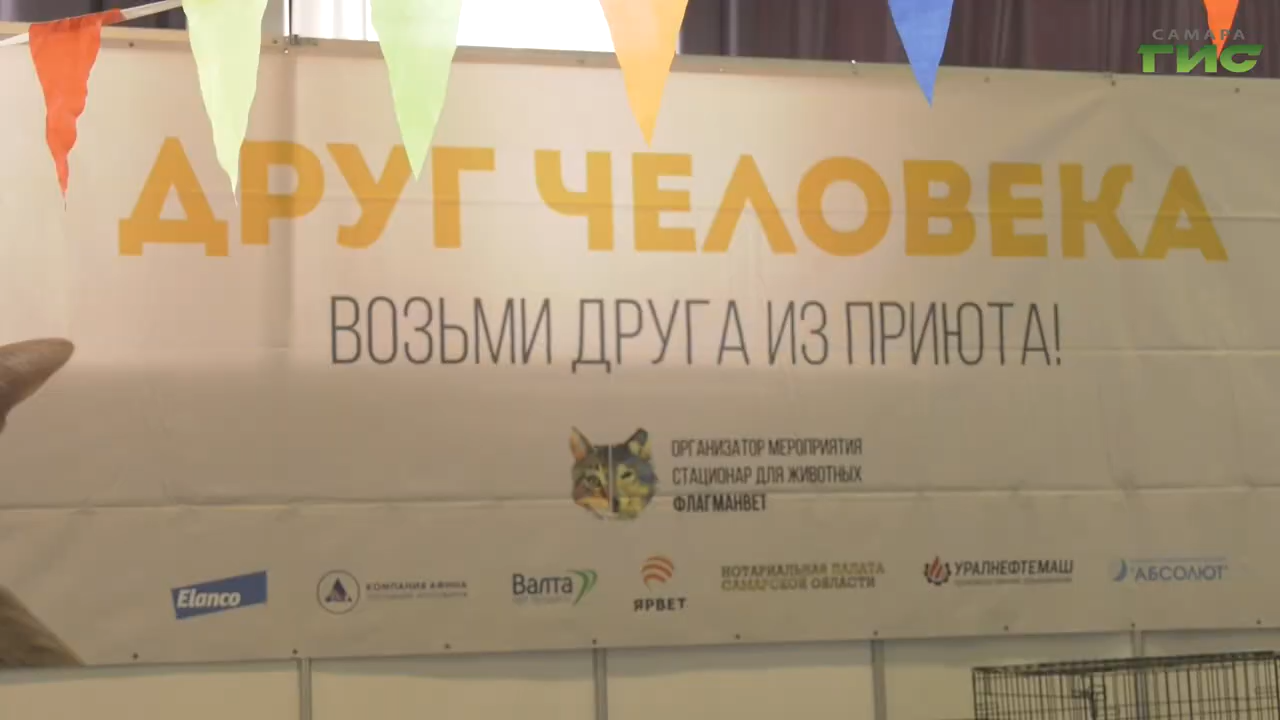 САМАРА
ГИС
ДРУГ ЧЕЛОВЕКА
ВОЗЬМИ ДРУГА ИЗ ПРИЮТА!
ОРГАНИЗАТОР МЕРОПРИЯТИЯ
СТАЦИОНАР ДЛЯ ЖИВОТНЫХ
ФЛАГМАНВЕТ
Elanco
КОМПАНИЯ АФИНА
Валта
ЯРВЕТ
НОТАРИАЛЬНАЯ ПАЛАТА
САМАРСКОЙ ОБЛАСТИ
УРАЛНЕФТЕМАШ
"АБСОЛЮТ"